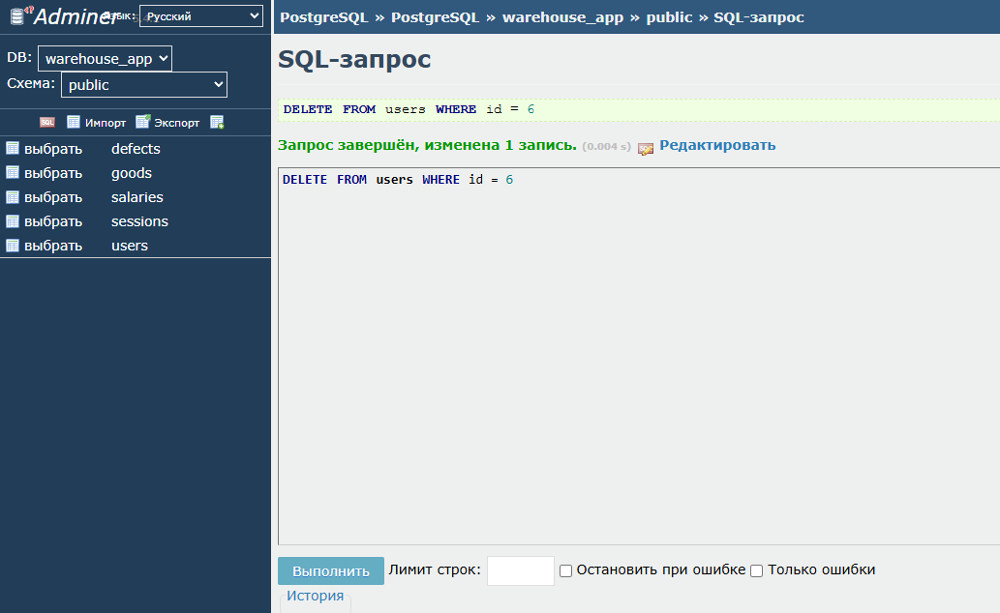 Adminer
Язык: Русский
PostgreSQL » PostgreSQL » warehouse_app » public » SQL-запрос
DB: warehouse_app
Схема: public
SQL Импорт Экспорт
выбрать defects
выбрать goods
выбрать salaries
выбрать sessions
выбрать users
SQL-запрос
DELETE FROM users WHERE id = 6
Запрос завершён, изменена 1 запись. (0.004 s) Редактировать
DELETE FROM users WHERE id = 6
Выполнить Лимит строк: Остановить при ошибке Только ошибки
История